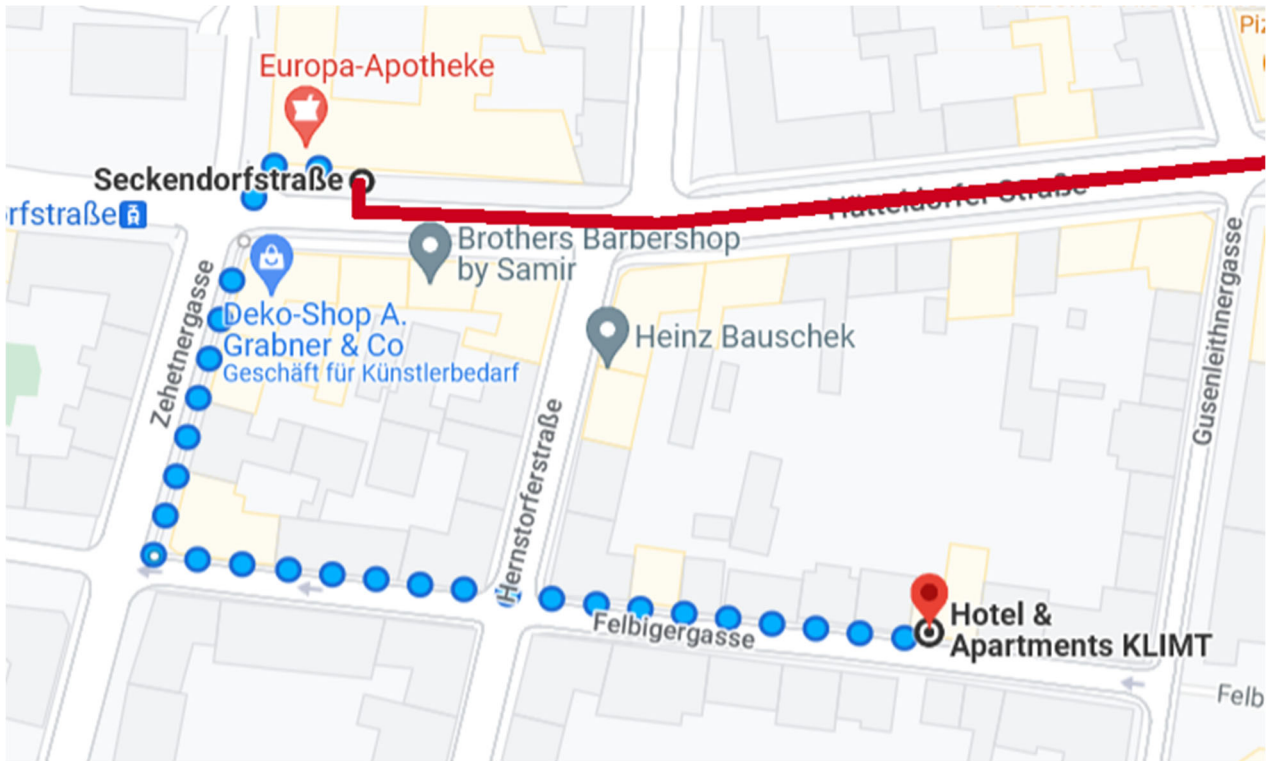 Piz
Europa-Apotheke
Seckendorfstraße
rfstraße
Hütteldorfer Straße
Brothers Barbershop
by Samir
Zehetnergasse
Deko-Shop A.
Grabner & Co
Geschäft für Künstlerbedarf
Heinz Bauschek
Gusenleithnergasse
Hernstorferstraße
Felbigergasse
Hotel &
Apartments KLIMT
Felb